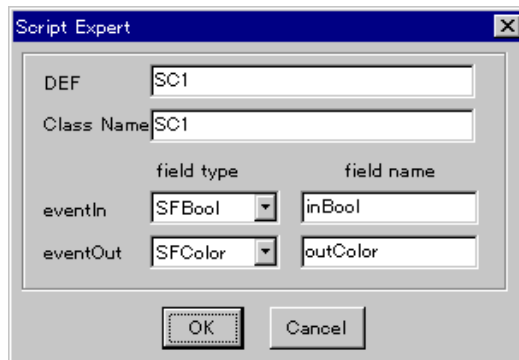 Script Expert
DEF SC1
Class Name SC1
field type field name
eventIn SFBool inBool
eventOut SFColor outColor
OK Cancel